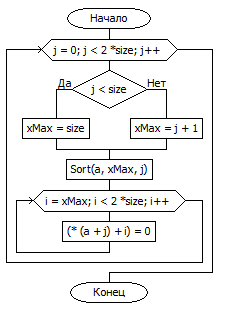 Начало
j = 0; j < 2 *size; j++
Да
Нет
j < size
xMax = size
xMax = j + 1
Sort(a, xMax, j)
i = xMax; i < 2 *size; i++
(* (a + j) + i) = 0
Конец